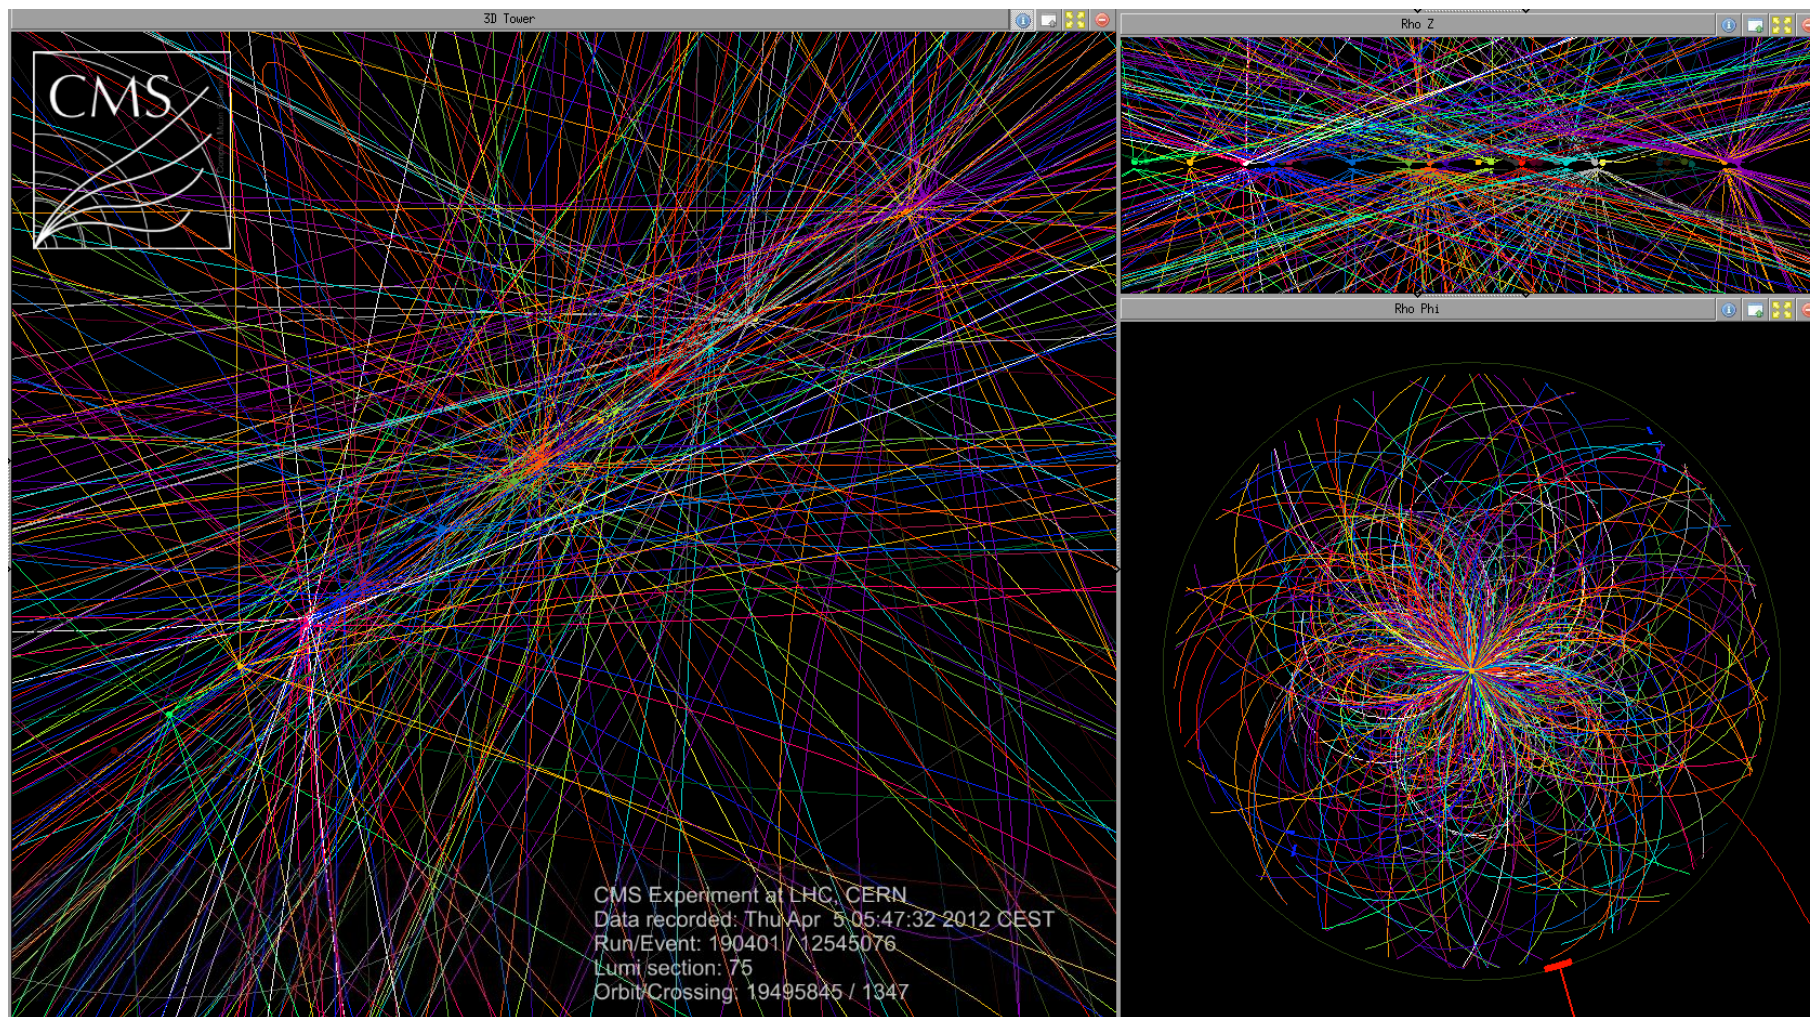 3D Tower
Rho Z
CMS
Rho Phi
CMS Experiment at LHC, CERN
Data recorded: Thu Apr  5 05:47:32 2012 CEST
Run/Event: 190401 / 12545076
Lumi section: 75
Orbit/Crossing: 19495845 / 1347